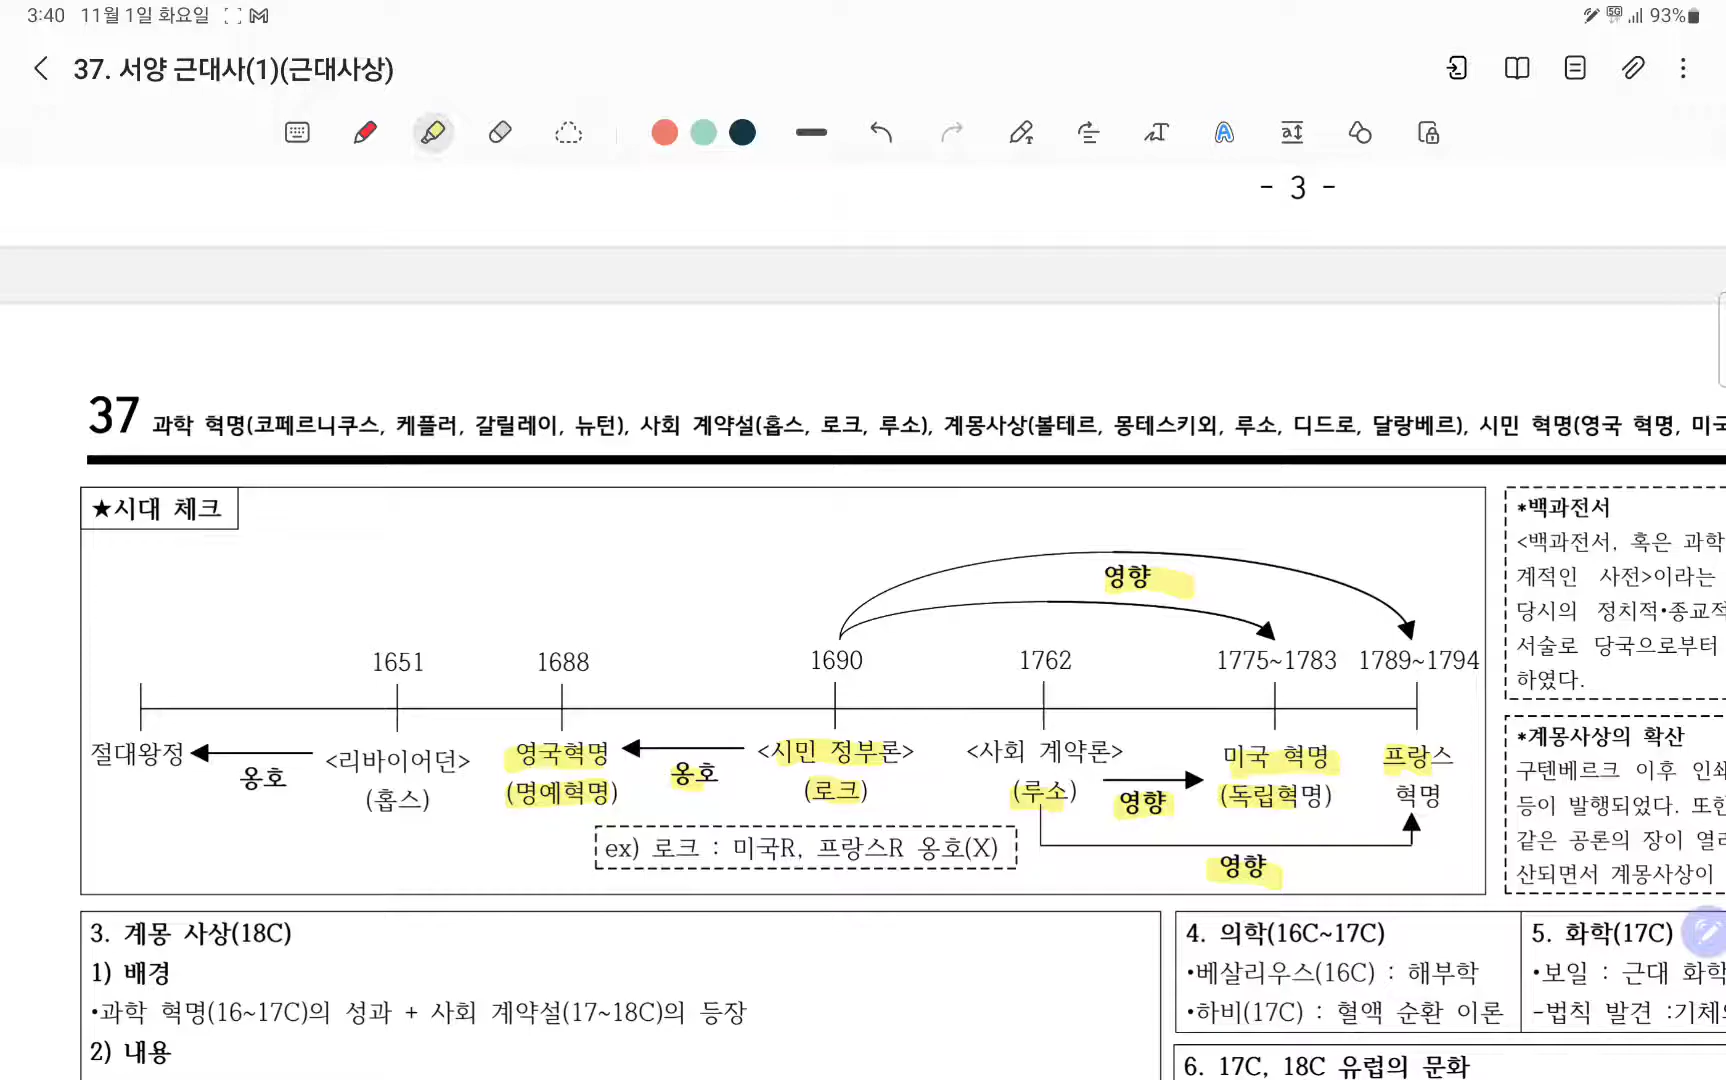 3:40 11월 1일 화요일
5G 93%
37. 서양 근대사(1)(근대사상)
- 3 -
37 과학 혁명(코페르니쿠스, 케플러, 갈릴레이, 뉴턴), 사회 계약설(홉스, 로크, 루소), 계몽사상(볼테르, 몽테스키외, 루소, 디드로, 달랑베르), 시민 혁명(영국 혁명, 미국
★시대 체크
영향
1651 1688 1690 1762 1775~1783 1789~1794
절대왕정 옹호 <리바이어던> 영국혁명 옹호 <시민 정부론> <사회 계약론> 미국 혁명 프랑스
(홉스) (명예혁명) (로크) (루소) 영향 (독립혁명) 혁명
ex) 로크 : 미국R, 프랑스R 옹호(X)
영향
*백과전서
<백과전서, 혹은 과학
계적인 사전>이라는
당시의 정치적•종교적
서술로 당국으로부터
하였다.
*계몽사상의 확산
구텐베르크 이후 인쇄
등이 발행되었다. 또한
같은 공론의 장이 열리
산되면서 계몽사상이
3. 계몽 사상(18C)
1) 배경
•과학 혁명(16~17C)의 성과 + 사회 계약설(17~18C)의 등장
2) 내용
4. 의학(16C~17C)
•베살리우스(16C) : 해부학
•하비(17C) : 혈액 순환 이론
5. 화학(17C)
•보일 : 근대 화학
-법칙 발견 :기체의
6. 17C, 18C 유럽의 문화